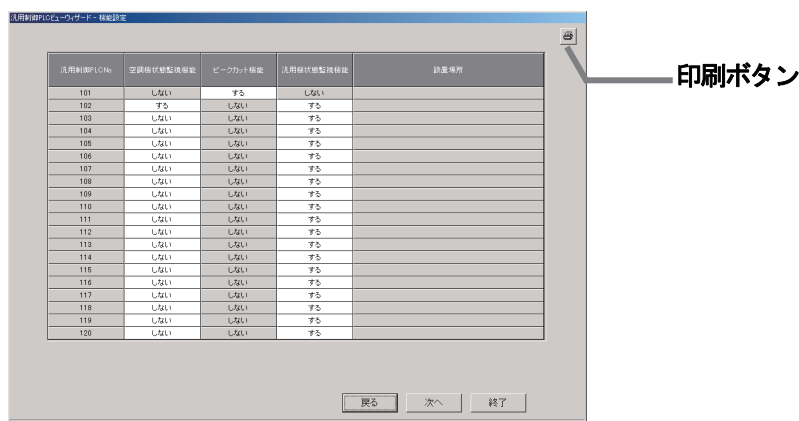 汎用制御PLCビューウィザード - 機能設定
印刷ボタン
汎用制御PLCNo 空調機状態監視機能 ピークカット機能 汎用機状態監視機能 設置場所
101 しない する しない
102 する しない する
103 しない しない する
104 しない しない する
105 しない しない する
106 しない しない する
107 しない しない する
108 しない しない する
109 しない しない する
110 しない しない する
111 しない しない する
112 しない しない する
113 しない しない する
114 しない しない する
115 しない しない する
116 しない しない する
117 しない しない する
118 しない しない する
119 しない しない する
120 しない しない する
戻る 次へ 終了